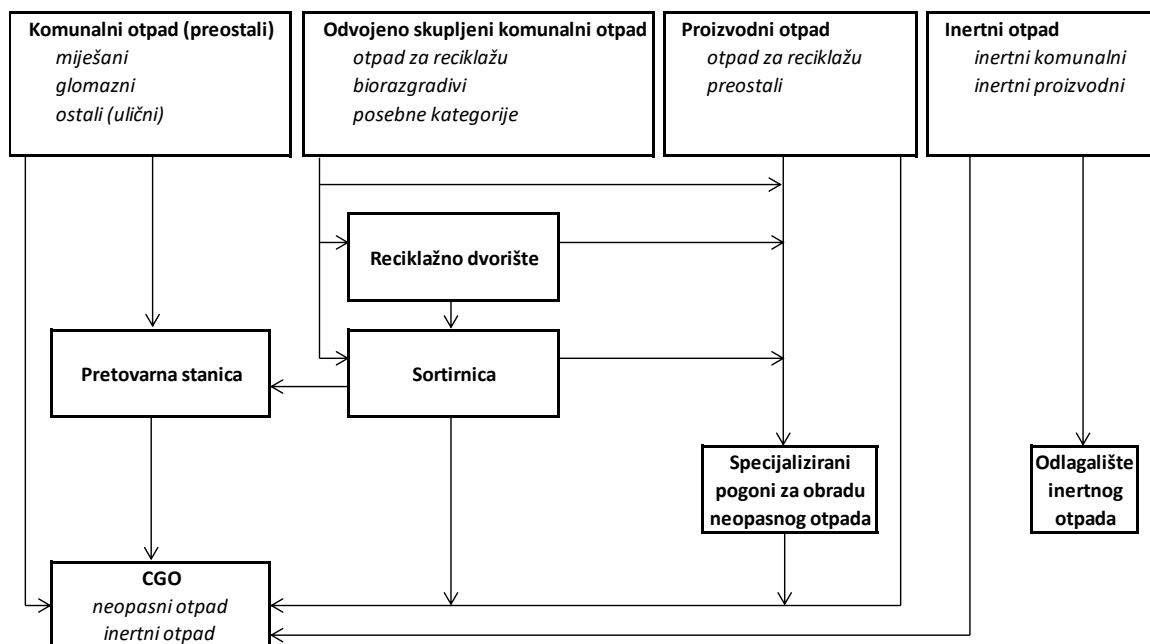 Komunalni otpad (preostali)
miješani
glomazni
ostali (ulični)
Odvojeno skupljeni komunalni otpad
otpad za reciklažu
biorazgradivi
posebne kategorije
Proizvodni otpad
otpad za reciklažu
preostali
Inertni otpad
inertni komunalni
inertni proizvodni
Reciklažno dvorište
Pretovarna stanica
Sortirnica
Specijalizirani
pogoni za obradu
neopasnog otpada
Odlagalište
inertnog
otpada
CGO
neopasni otpad
inertni otpad